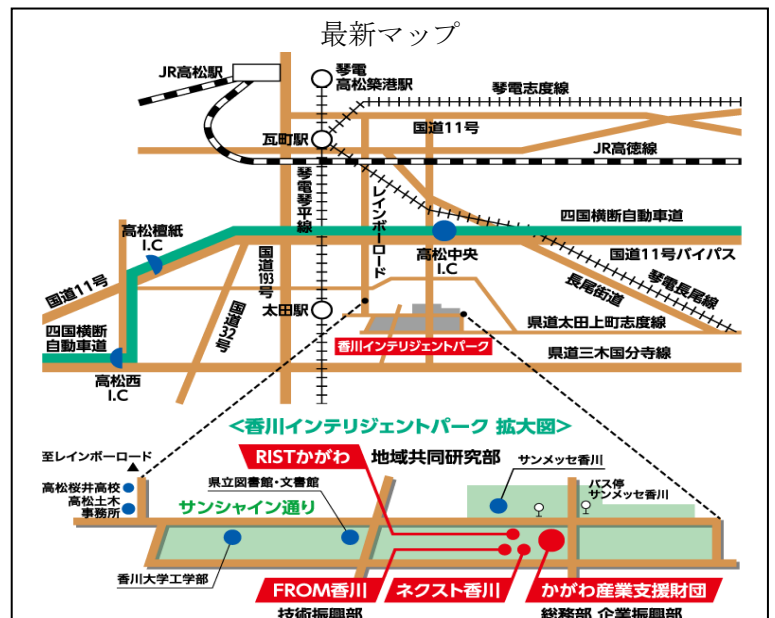 最新マップ
JR高松駅
琴電
高松築港駅
琴電志度線
国道11号
瓦町駅
JR高徳線
琴電琴平線
レインボーロード
四国横断自動車道
高松檀紙
I.C
高松中央
I.C
国道11号バイパス
国道11号
国道193号
国道32号
太田駅
長尾街道
琴電長尾線
四国横断
自動車道
県道太田上町志度線
香川インテリジェントパーク
県道三木国分寺線
高松西
I.C
<香川インテリジェントパーク 拡大図>
RISTかがわ
地域共同研究部
至レインボーロード
サンメッセ香川
高松桜井高校
高松土木
事務所
県立図書館・文書館
バス停
サンメッセ香川
サンシャイン通り
香川大学工学部
FROM香川
ネクスト香川
かがわ産業支援財団
技術振興部
総務部 企業振興部